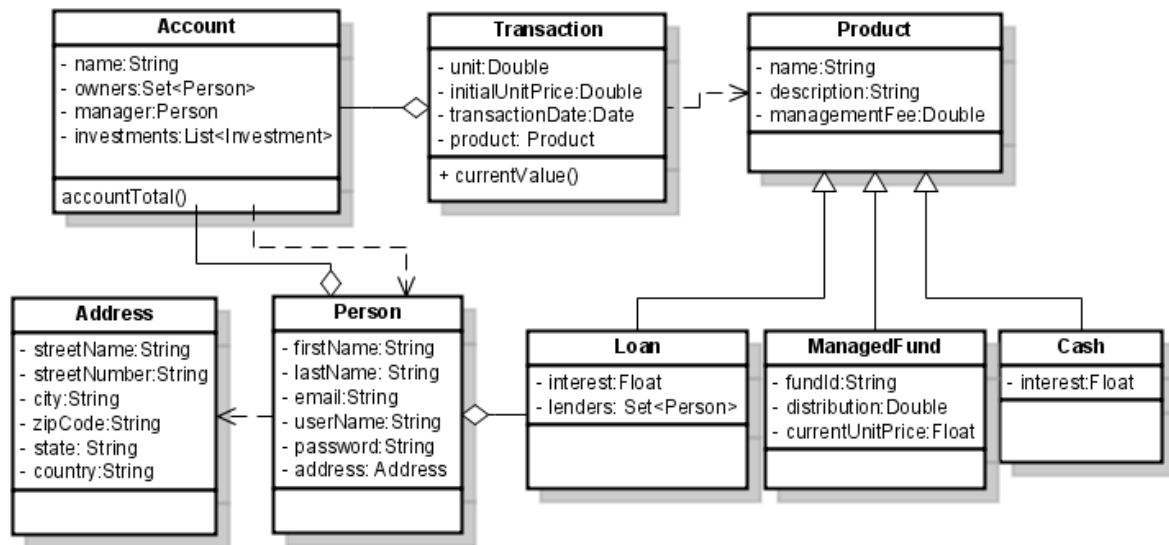 Account
- name:String
- owners:Set<Person>
- manager:Person
- investments:List<Investment>
accountTotal()
Transaction
- unit:Double
- initialUnitPrice:Double
- transactionDate:Date
- product: Product
+ currentValue()
Product
- name:String
- description:String
- managementFee:Double
Address
- streetName:String
- streetNumber:String
- city:String
- zipCode:String
- state: String
- country:String
Person
- firstName:String
- lastName: String
- email:String
- userName:String
- password:String
- address: Address
Loan
- interest:Float
- lenders: Set<Person>
ManagedFund
- fundId:String
- distribution:Double
- currentUnitPrice:Float
Cash
- interest:Float